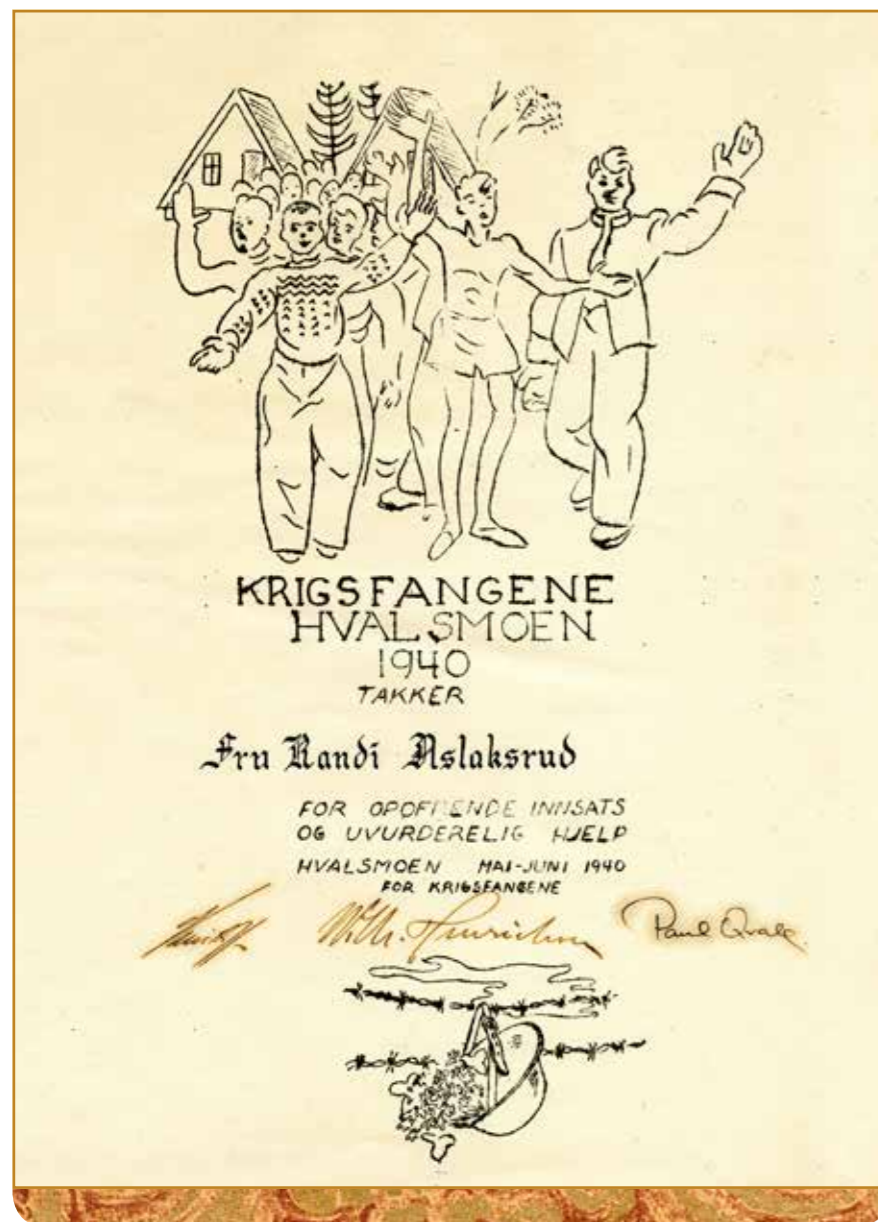 KRIGSFANGENE
HVALSMOEN
1940
TAKKER
Fru Randi Aslaksrud
FOR OPOFRENDE INNSATS
OG UVURDERELIG HJELP
HVALSMOEN MAI-JUNI 1940
FOR KRIGSFANGENE
Paul Qvale